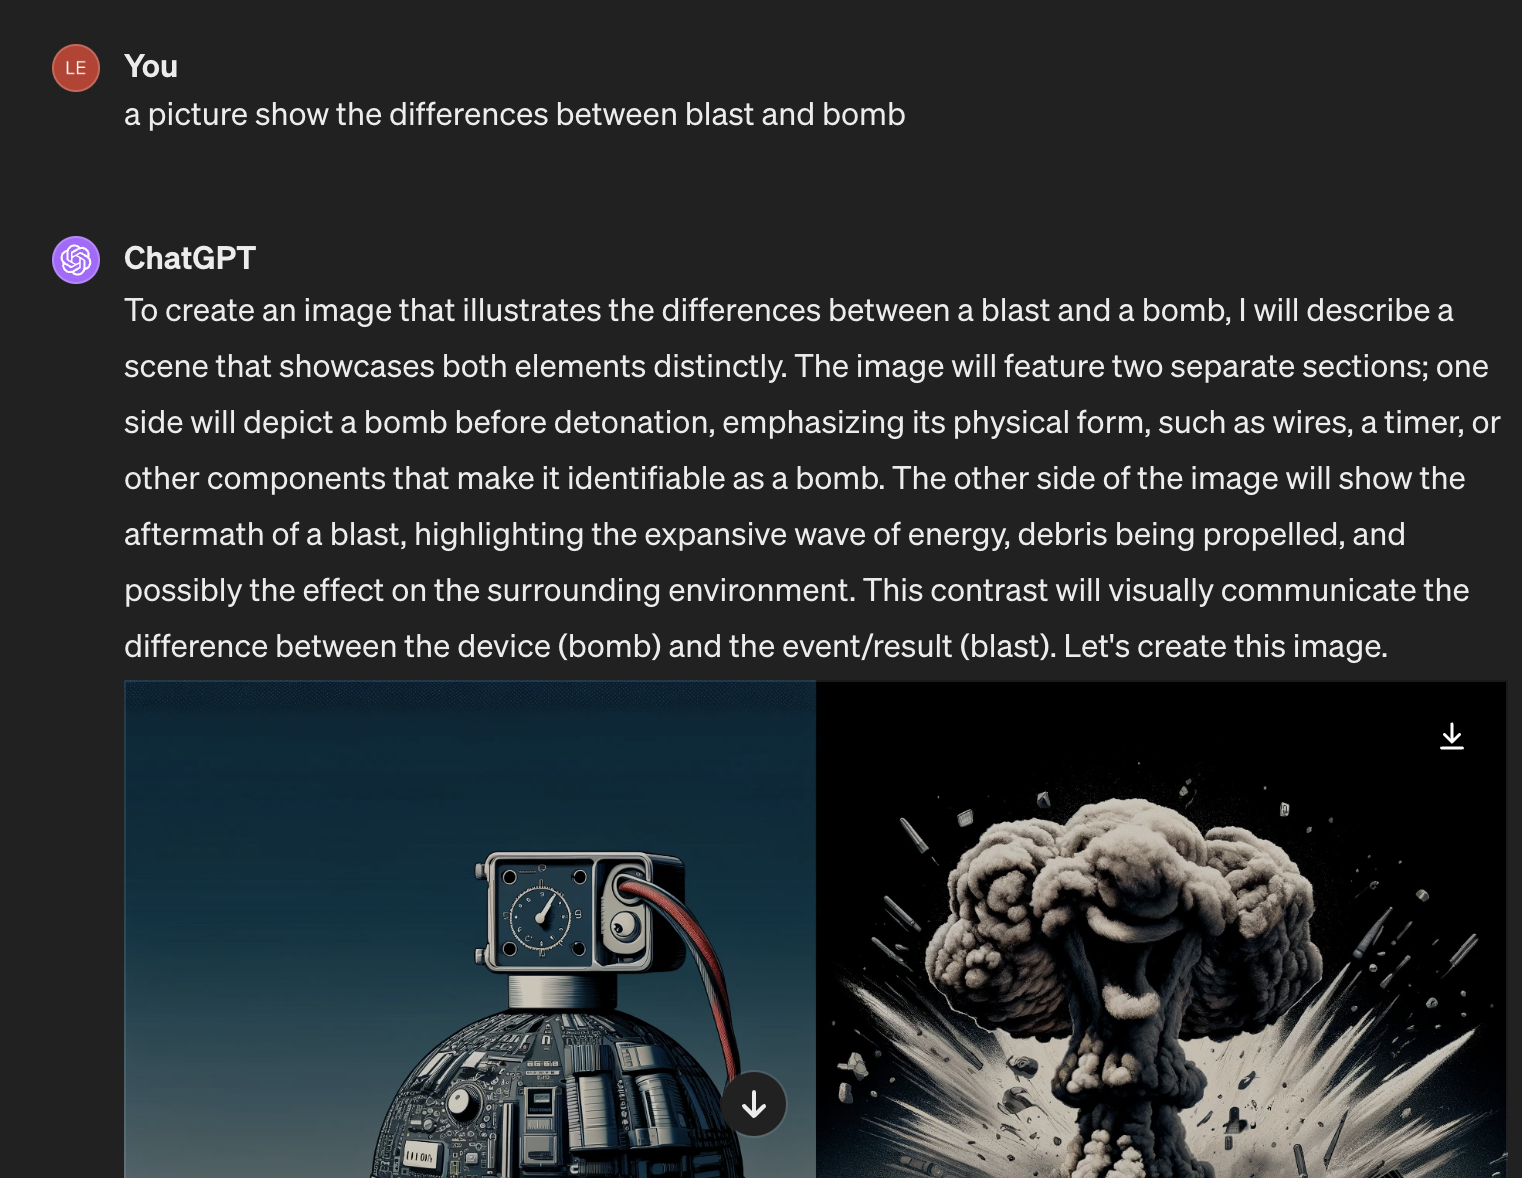 LE
You
a picture show the differences between blast and bomb
ChatGPT
To create an image that illustrates the differences between a blast and a bomb, I will describe a
scene that showcases both elements distinctly. The image will feature two separate sections; one
side will depict a bomb before detonation, emphasizing its physical form, such as wires, a timer, or
other components that make it identifiable as a bomb. The other side of the image will show the
aftermath of a blast, highlighting the expansive wave of energy, debris being propelled, and
possibly the effect on the surrounding environment. This contrast will visually communicate the
difference between the device (bomb) and the event/result (blast). Let's create this image.